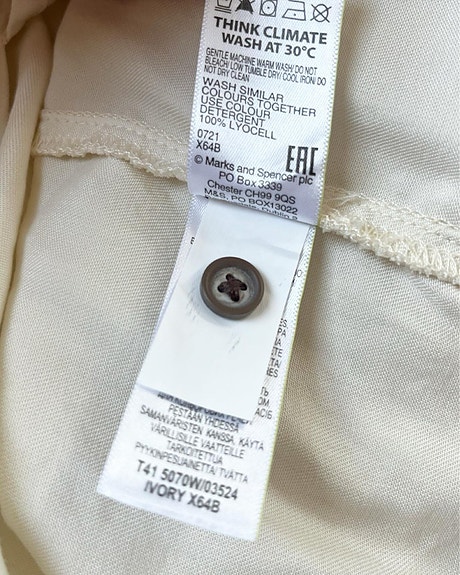 THINK CLIMATE
WASH AT 30°C
GENTLE MACHINE WARM WASH/DO NOT
BLEACH/LOW TUMBLE DRY/COOL IRON/DO
NOT DRY CLEAN
WASH SIMILAR
COLOURS TOGETHER
USE COLOUR
DETERGENT
100% LYOCELL
0721
X64B
EAC
© Marks and Spencer plc
PO Box 3339
Chester CH99 9QS
M&S, PO BOX13022
PESTÄÄN YHDESSÄ
SAMANVÄRISTEN KANSSA, KÄYTÄ
VÄRILLISILLE VAATTEILLE
TARKOITETTUA
PYYKINPESUAINETTA/TVÄTTA
T41 5070W/03524
IVORY X64B